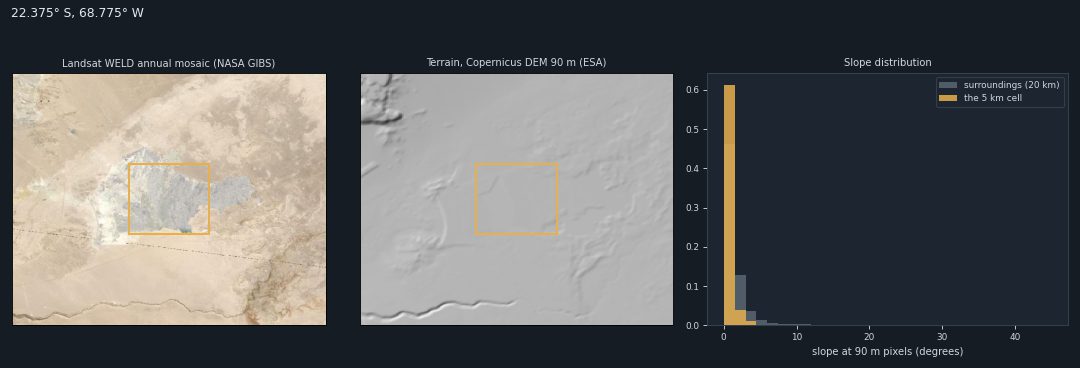 22.375° S, 68.775° W
Landsat WELD annual mosaic (NASA GIBS)
Terrain, Copernicus DEM 90 m (ESA)
Slope distribution
surroundings (20 km)
the 5 km cell
0.6
0.5
0.4
0.3
0.2
0.1
0.0
0 10 20 30 40
slope at 90 m pixels (degrees)